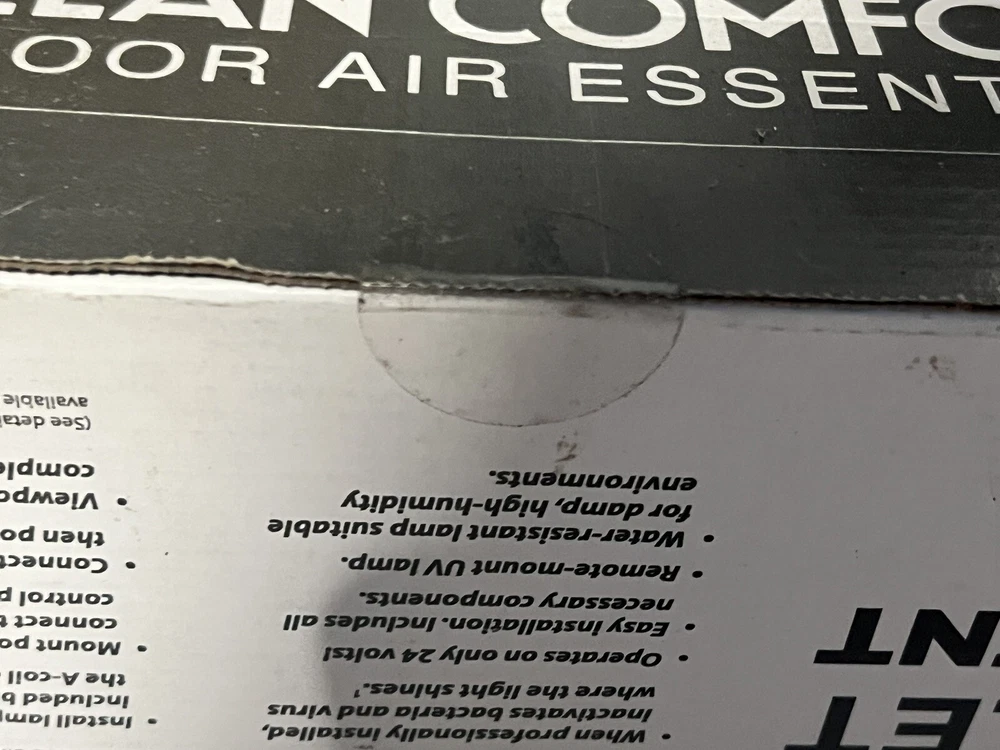 COMF
OOR AIR ESSENT
• When professionally installed,
inactivates bacteria and virus
where the light shines.¹
• Operates on only 24 volts!
• Easy installation. Includes all
necessary components.
• Remote-mount UV lamp.
• Water-resistant lamp suitable
for damp, high-humidity
environments.
• Install lam
Included b
the A-coil
• Mount po
connect t
control p
• Connect
then po
• Viewpo
comple
(See deta
available
LET
NT